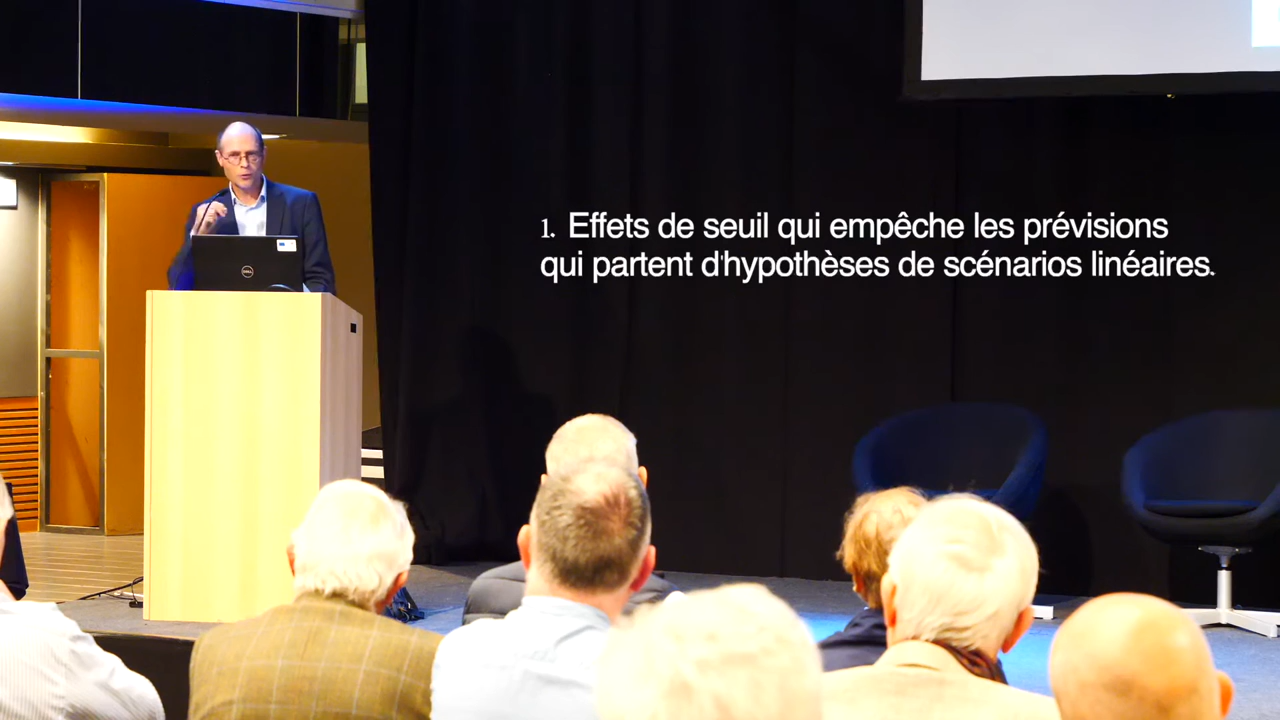 1. Effets de seuil qui empêche les prévisions
qui partent d'hypothèses de scénarios linéaires.
DELL